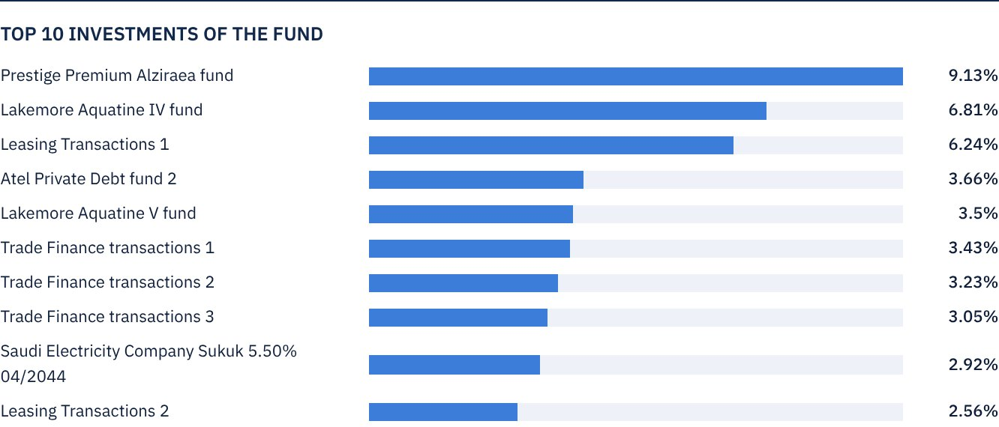 TOP 10 INVESTMENTS OF THE FUND
Prestige Premium Alziraea fund 9.13%
Lakemore Aquatine IV fund 6.81%
Leasing Transactions 1 6.24%
Atel Private Debt fund 2 3.66%
Lakemore Aquatine V fund 3.5%
Trade Finance transactions 1 3.43%
Trade Finance transactions 2 3.23%
Trade Finance transactions 3 3.05%
Saudi Electricity Company Sukuk 5.50%
04/2044 2.92%
Leasing Transactions 2 2.56%